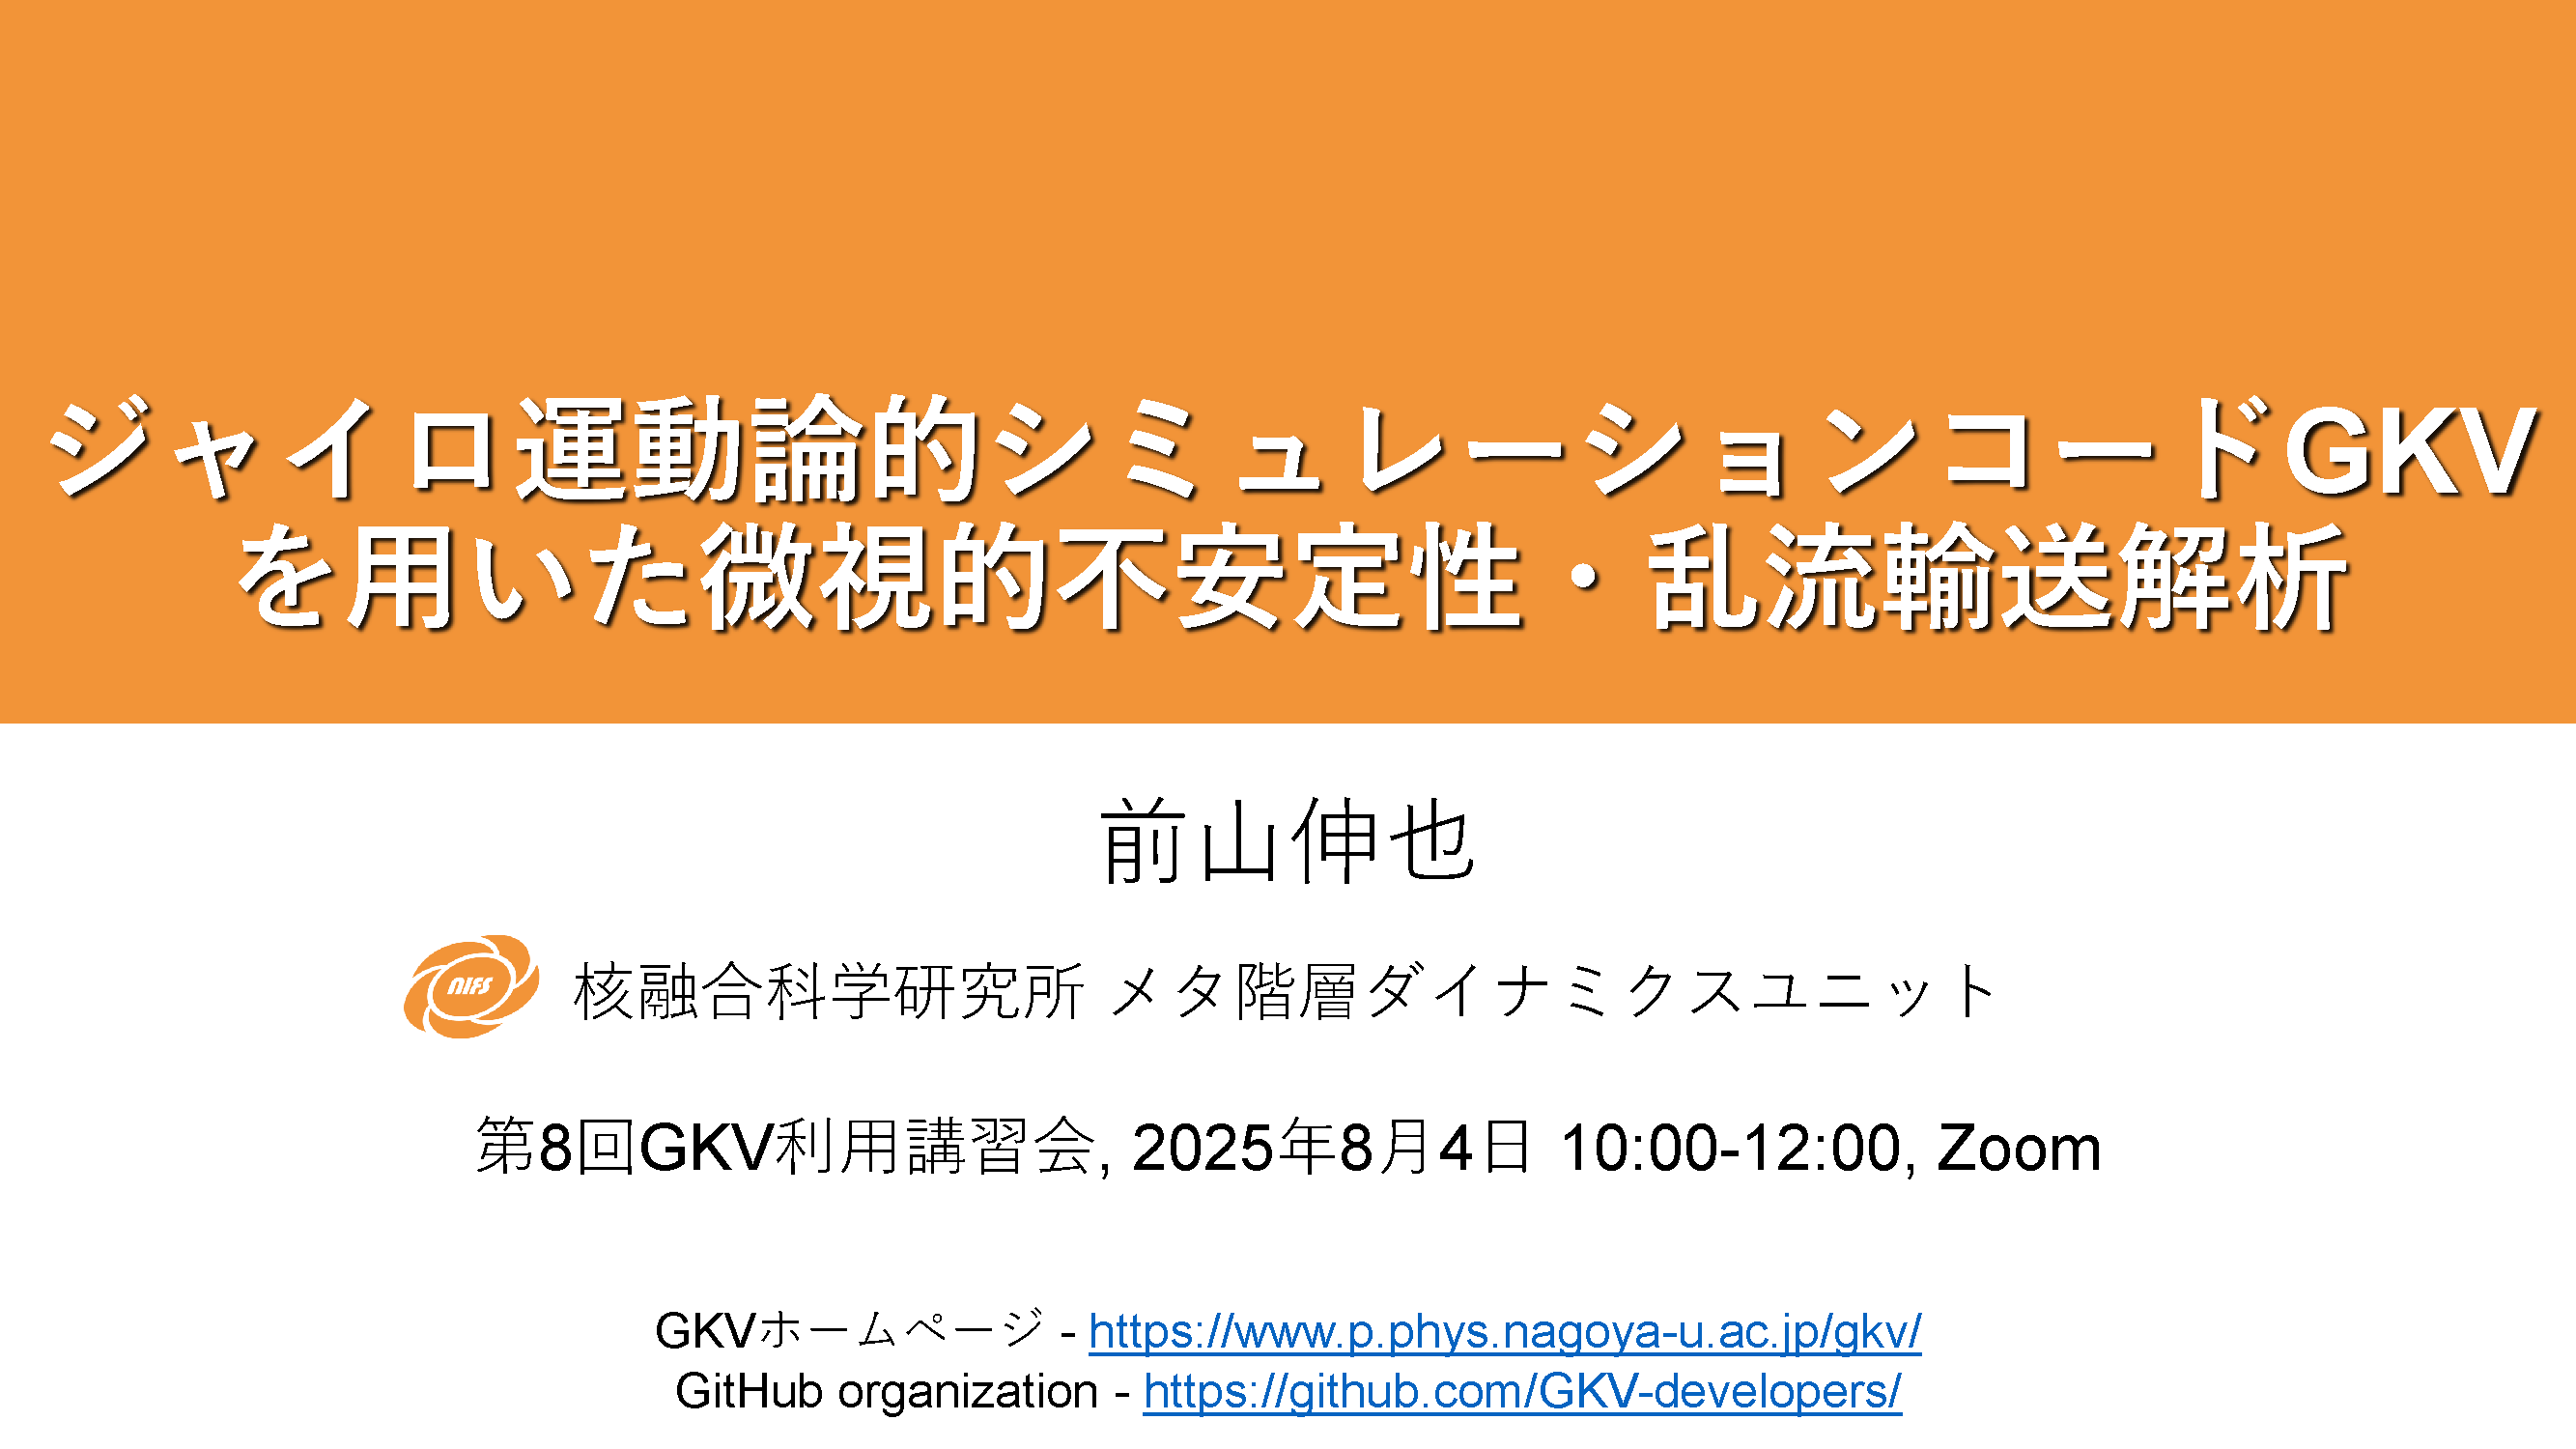 ジャイロ運動論的シミュレーションコードGKV
を用いた微視的不安定性・乱流輸送解析
前山伸也
NIFS 核融合科学研究所 メタ階層ダイナミクスユニット
第8回GKV利用講習会, 2025年8月4日 10:00-12:00, Zoom
GKVホームページ - https://www.p.phys.nagoya-u.ac.jp/gkv/
GitHub organization - https://github.com/GKV-developers/